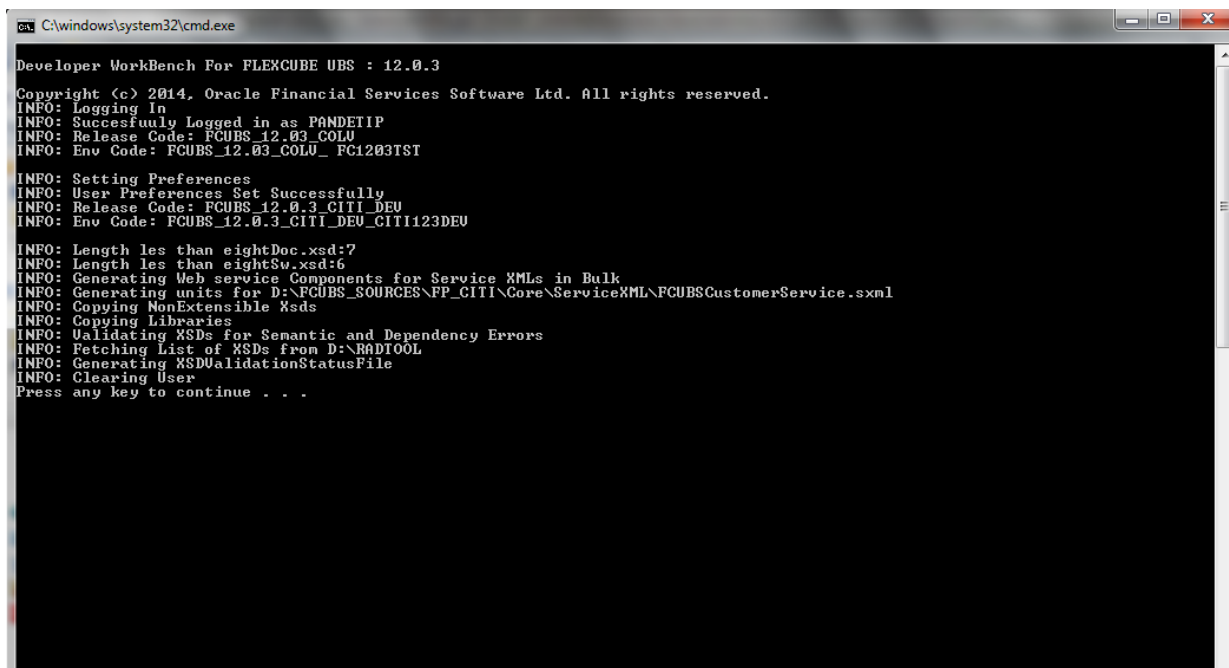 C:\windows\system32\cmd.exe
Developer WorkBench For FLEXCUBE UBS : 12.0.3
Copyright (c) 2014, Oracle Financial Services Software Ltd. All rights reserved.
INFO: Logging In
INFO: Succesfuuly Logged in as PANDETIP
INFO: Release Code: FCUBS_12.03_COLV
INFO: Env Code: FCUBS_12.03_COLV_ FC1203TST
INFO: Setting Preferences
INFO: User Preferences Set Successfully
INFO: Release Code: FCUBS_12.0.3_CITI_DEV
INFO: Env Code: FCUBS_12.0.3_CITI_DEV_CITI123DEV
INFO: Length les than eightDoc.xsd:7
INFO: Length les than eightSw.xsd:6
INFO: Generating Web service Components for Service XMLs in Bulk
INFO: Generating units for D:\FCUBS_SOURCES\FP_CITI\Core\ServiceXML\FCUBSCustomerService.sxml
INFO: Copying NonExtensible Xsds
INFO: Copying Libraries
INFO: Validating XSDs for Semantic and Dependency Errors
INFO: Fetching List of XSDs from D:\RADTOOL
INFO: Generating XSDValidationStatusFile
INFO: Clearing User
Press any key to continue . . .